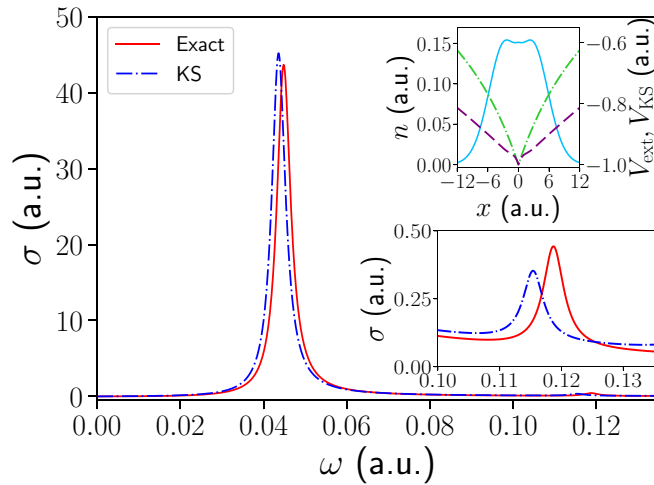 50
40
30
20
10
0
σ (a.u.)
Exact
KS
0.00 0.02 0.04 0.06 0.08 0.10 0.12
ω (a.u.)
0.15
0.10
0.05
0.00
n (a.u.)
−0.6
−0.8
−1.0
V_ext, V_KS (a.u.)
−12 −6 0 6 12
x (a.u.)
0.50
0.25
0.00
σ (a.u.)
0.10 0.11 0.12 0.13